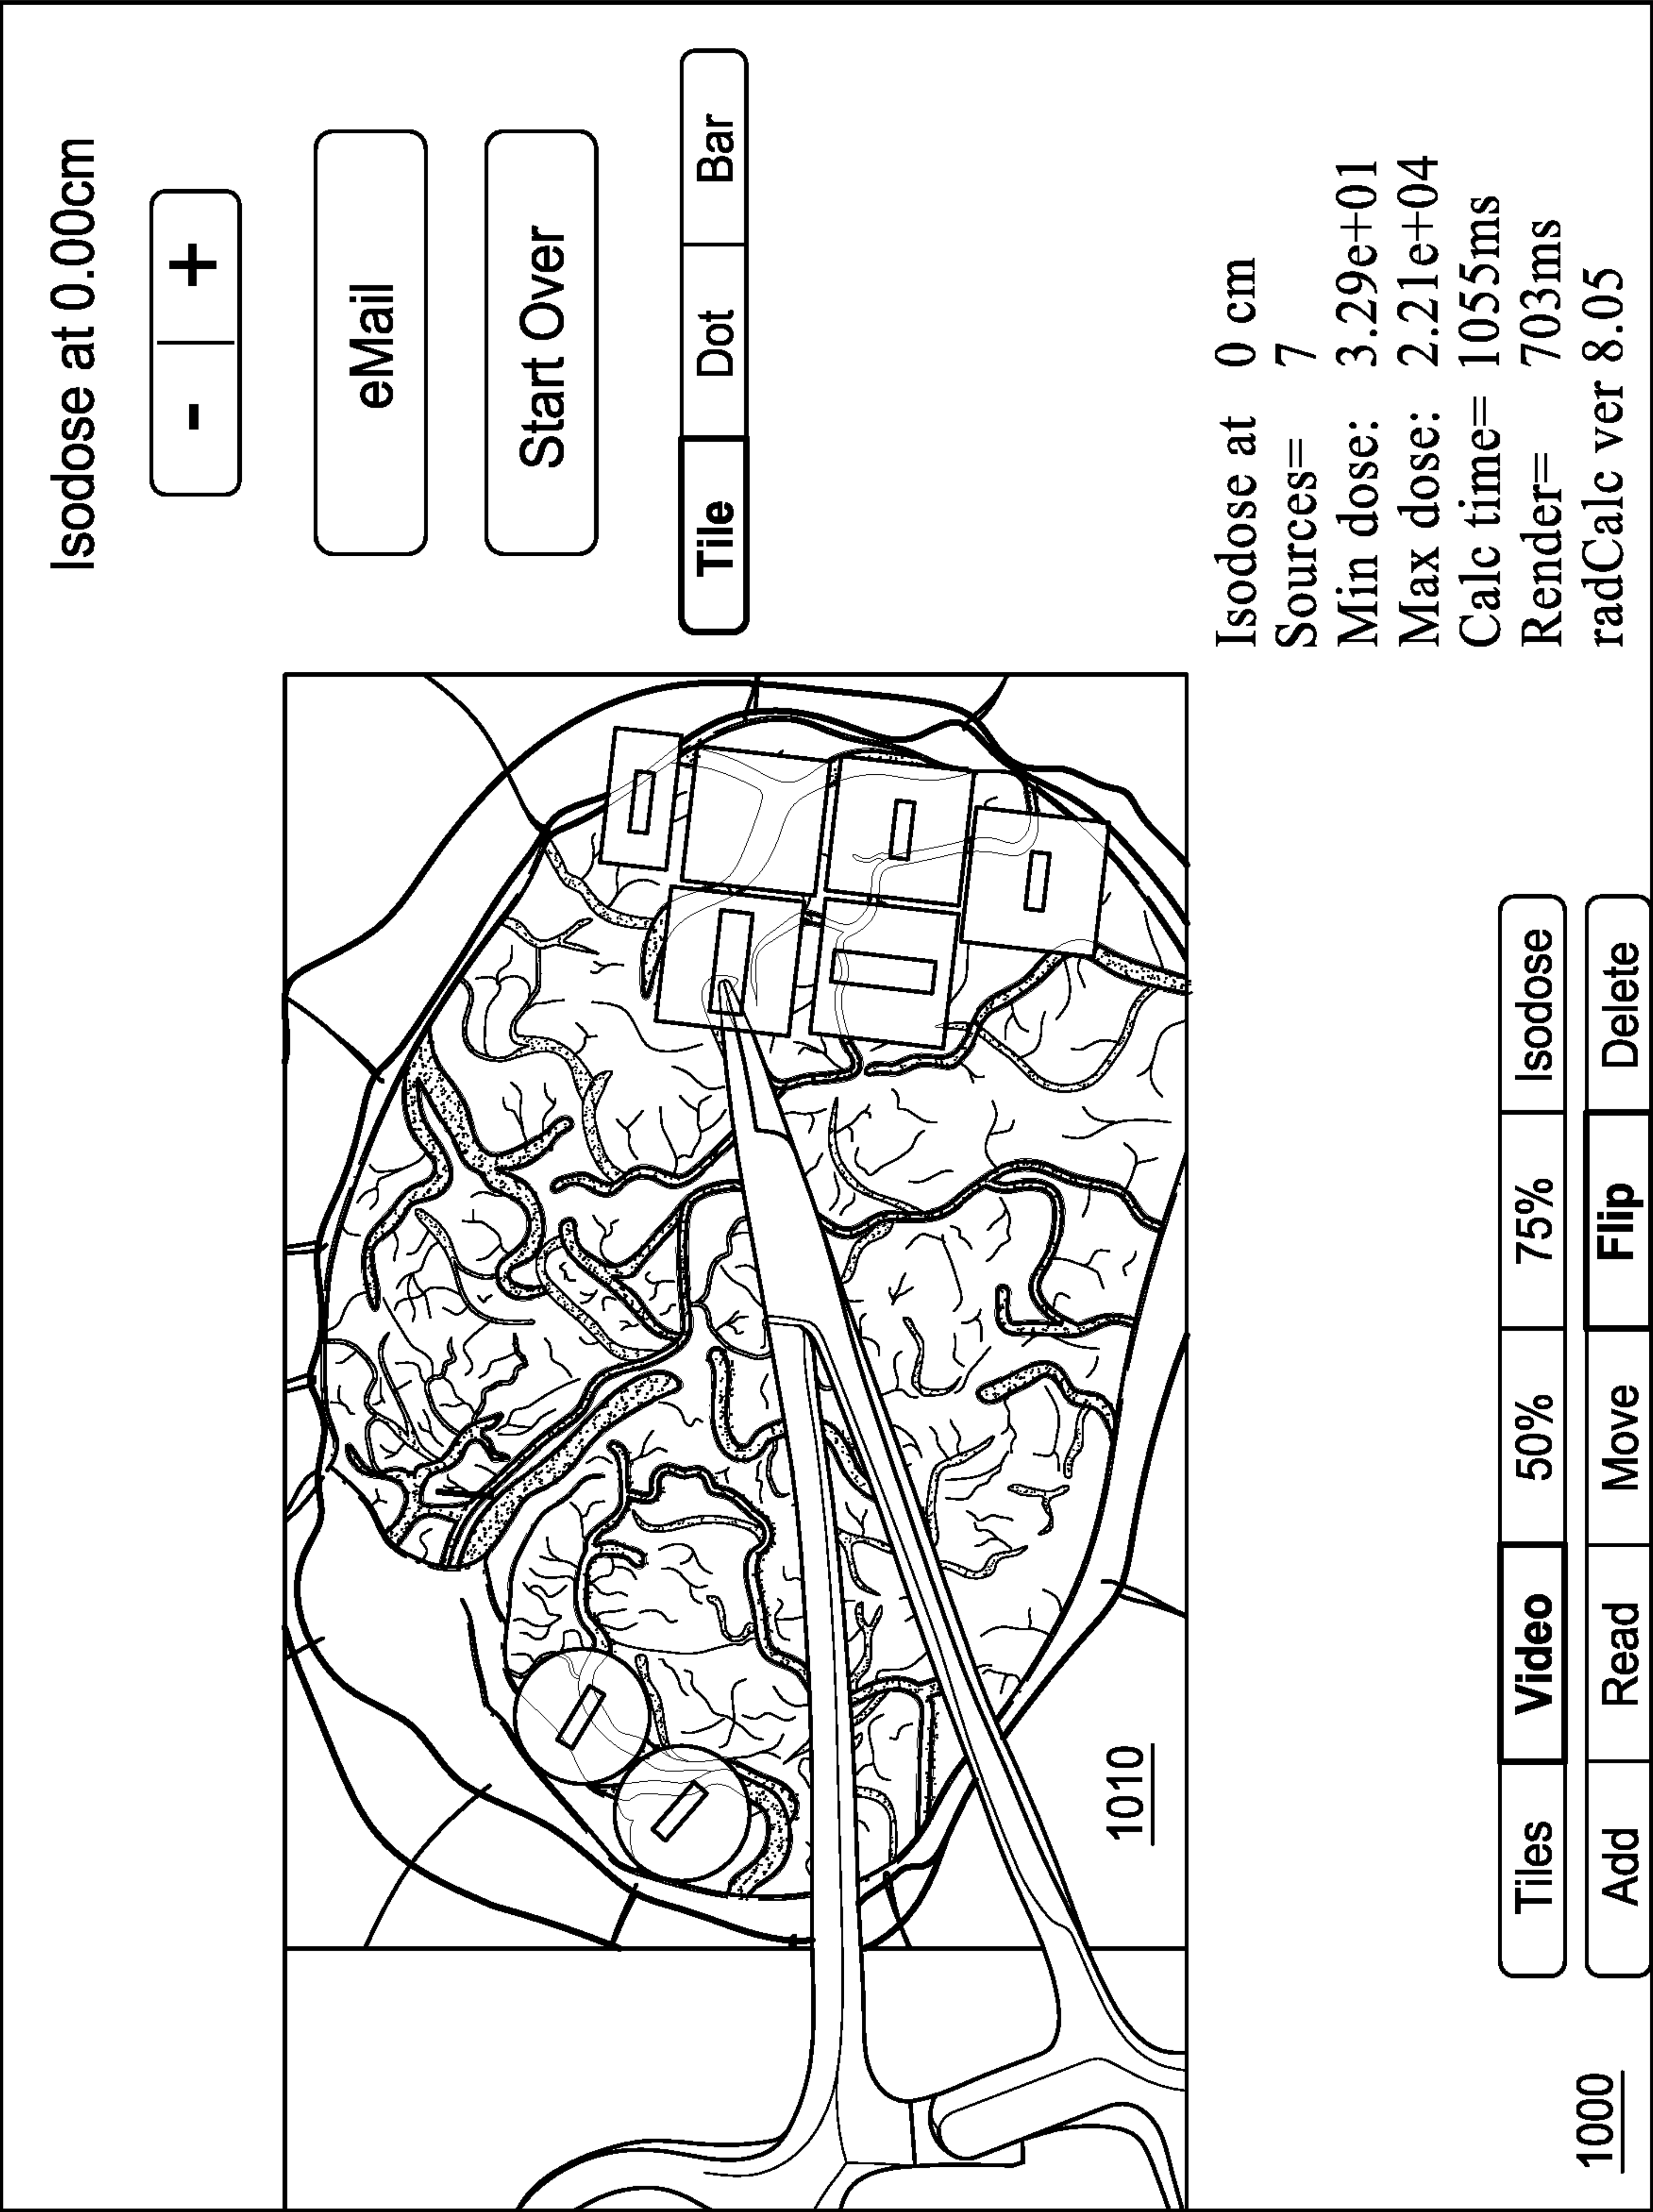 Isodose at 0.00cm
- +
eMail
Start Over
Tile Dot Bar
1010
Isodose at 0 cm
Sources= 7
Min dose: 3.29e+01
Max dose: 2.21e+04
Calc time= 1055ms
Render= 703ms
radCalc ver 8.05
Tiles Video 50% 75% Isodose
Add Read Move Flip Delete
1000